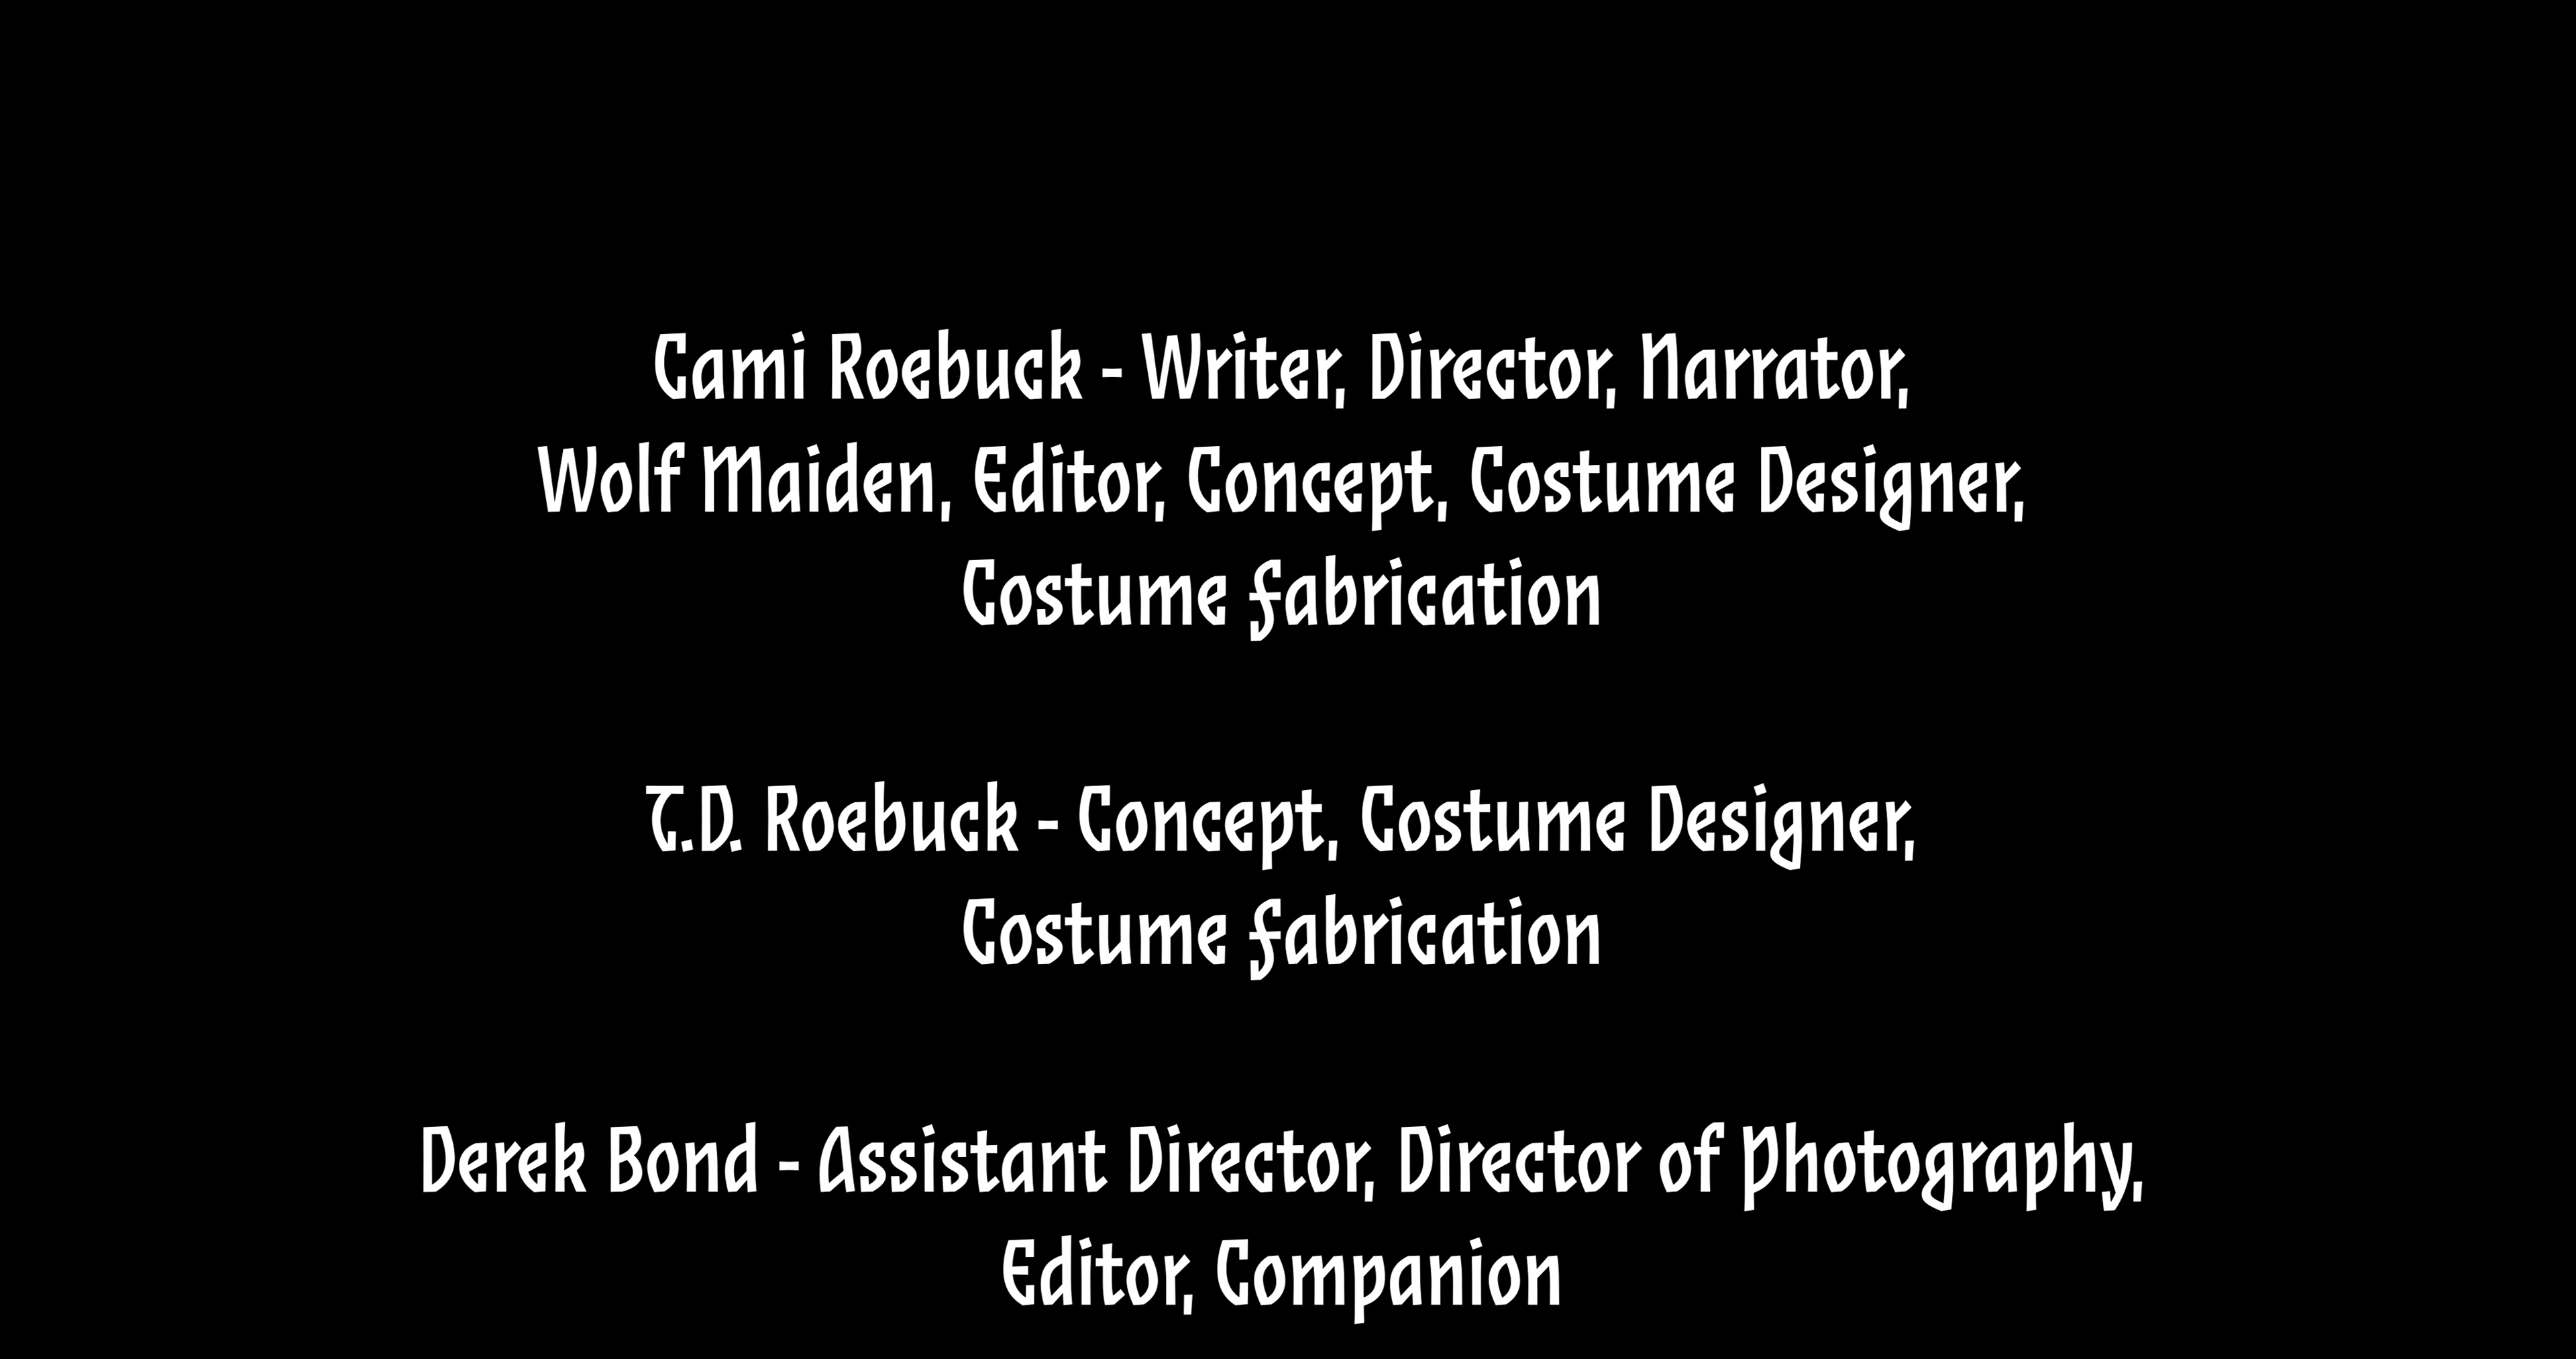 Cami Roebuck - Writer, Director, Narrator,
Wolf Maiden, Editor, Concept, Costume Designer,
Costume Fabrication
T.D. Roebuck - Concept, Costume Designer,
Costume Fabrication
Derek Bond - Assistant Director, Director of Photography,
Editor, Companion